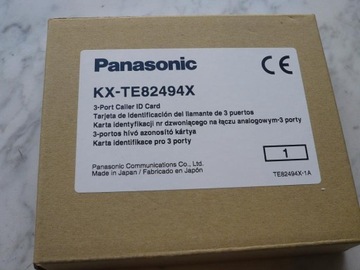 Panasonic
CE
KX-TE82494X
3-Port Caller ID Card
Tarjeta de identificación del llamante de 3 puertos
Karta identyfikacji nr dzwoniącego na łączu analogowym-3 porty
3-portos hívó azonosító kártya
Karta identifikace pro 3 porty
1
Panasonic Communications Co., Ltd.
Made in Japan / Fabricado en Japón
TE82494X-1A